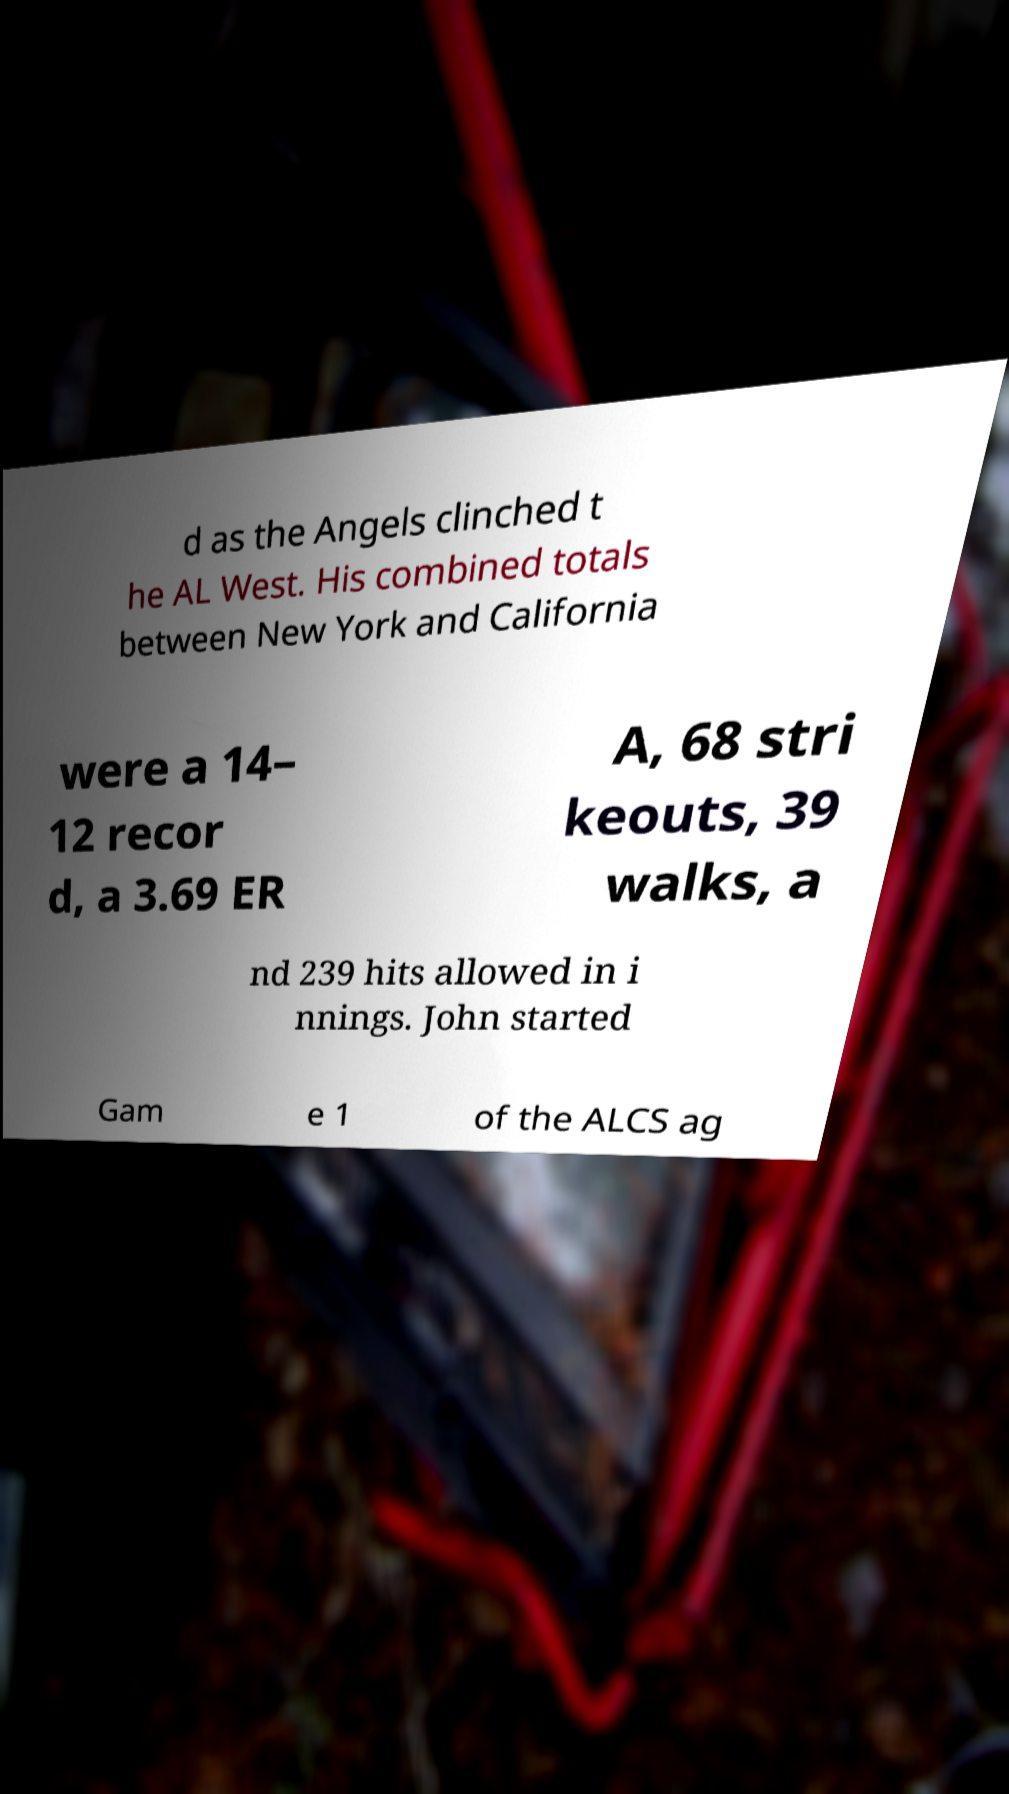 d as the Angels clinched t
he AL West. His combined totals
between New York and California
were a 14–
12 recor
d, a 3.69 ER
A, 68 stri
keouts, 39
walks, a
nd 239 hits allowed in i
nnings. John started
Gam
e 1
of the ALCS ag